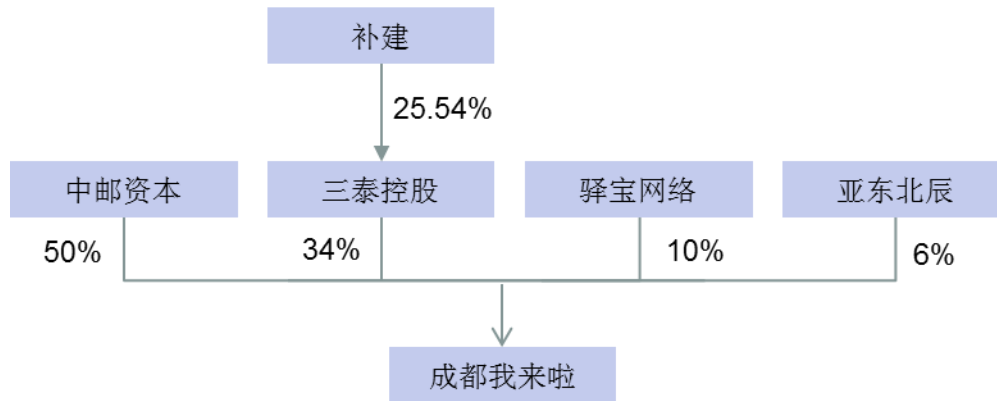 补建
25.54%
中邮资本
三泰控股
驿宝网络
亚东北辰
50%
34%
10%
6%
成都我来啦